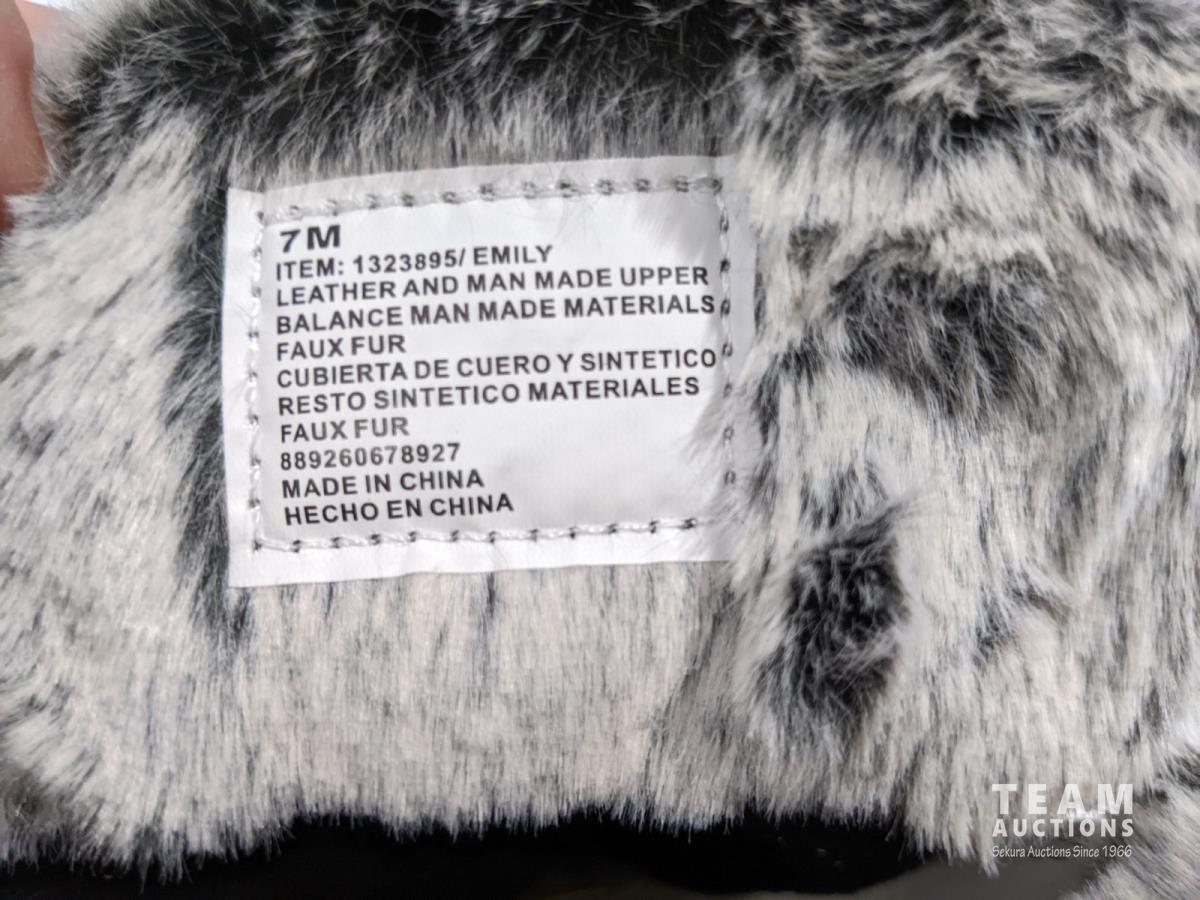 7M
ITEM: 1323895/ EMILY
LEATHER AND MAN MADE UPPER
BALANCE MAN MADE MATERIALS
FAUX FUR
CUBIERTA DE CUERO Y SINTETICO
RESTO SINTETICO MATERIALES
FAUX FUR
889260678927
MADE IN CHINA
HECHO EN CHINA
TEAM
AUCTIONS
Sekura Auctions Since 1966